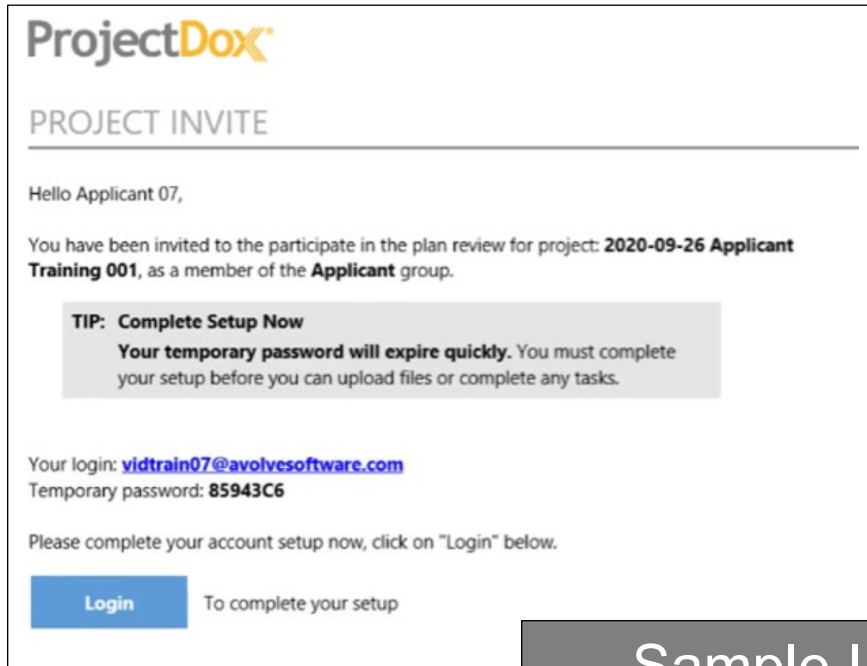 ProjectDox
PROJECT INVITE
Hello Applicant 07,
You have been invited to the participate in the plan review for project: 2020-09-26 Applicant
Training 001, as a member of the Applicant group.
TIP: Complete Setup Now
Your temporary password will expire quickly. You must complete
your setup before you can upload files or complete any tasks.
Your login: vidtrain07@avolvesoftware.com
Temporary password: 85943C6
Please complete your account setup now, click on "Login" below.
Login To complete your setup
Sample